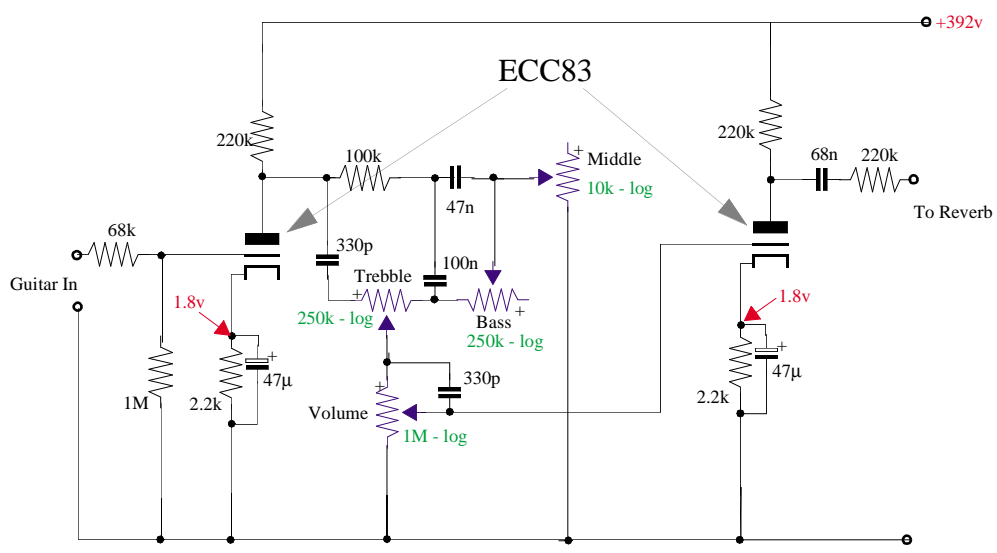 +392v
ECC83
220k
220k
100k
+
Middle
10k - log
68n
220k
47n
To Reverb
68k
330p
100n
Guitar In
Trebble
+
250k - log
1.8v
1.8v
Bass
+
250k - log
+
47µ
+
47µ
1M
2.2k
330p
2.2k
+
Volume
1M - log